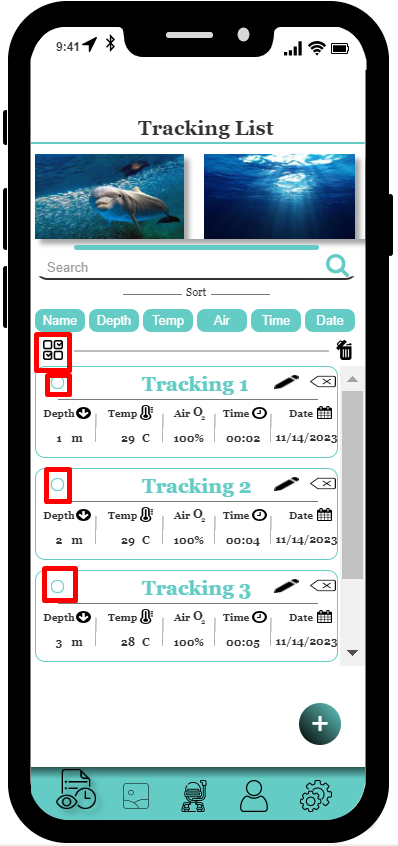 9:41
Tracking List
Search
Sort
Name Depth Temp Air Time Date
Tracking 1
Depth Temp Air O2 Time Date
1 m 29 C 100% 00:02 11/14/2023
Tracking 2
Depth Temp Air O2 Time Date
2 m 29 C 100% 00:04 11/14/2023
Tracking 3
Depth Temp Air O2 Time Date
3 m 28 C 100% 00:05 11/14/2023
+